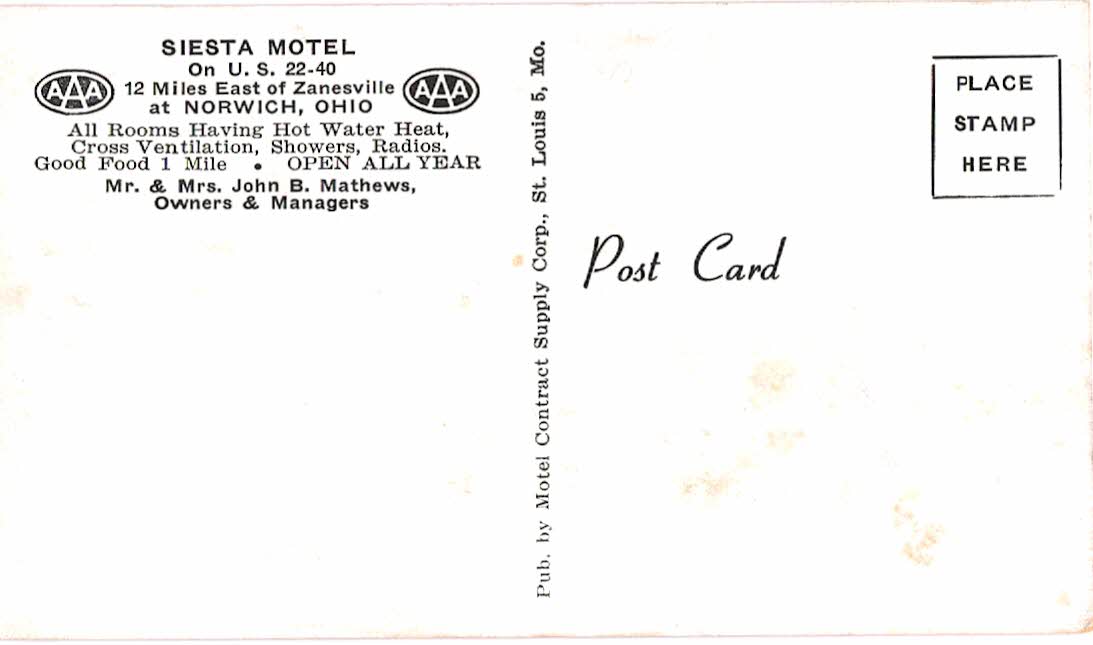 SIESTA MOTEL
On U. S. 22-40
AAA 12 Miles East of Zanesville AAA
at NORWICH, OHIO
All Rooms Having Hot Water Heat,
Cross Ventilation, Showers, Radios.
Good Food 1 Mile • OPEN ALL YEAR
Mr. & Mrs. John B. Mathews,
Owners & Managers
Pub. by Motel Contract Supply Corp., St. Louis 5, Mo.
PLACE
STAMP
HERE
Post Card